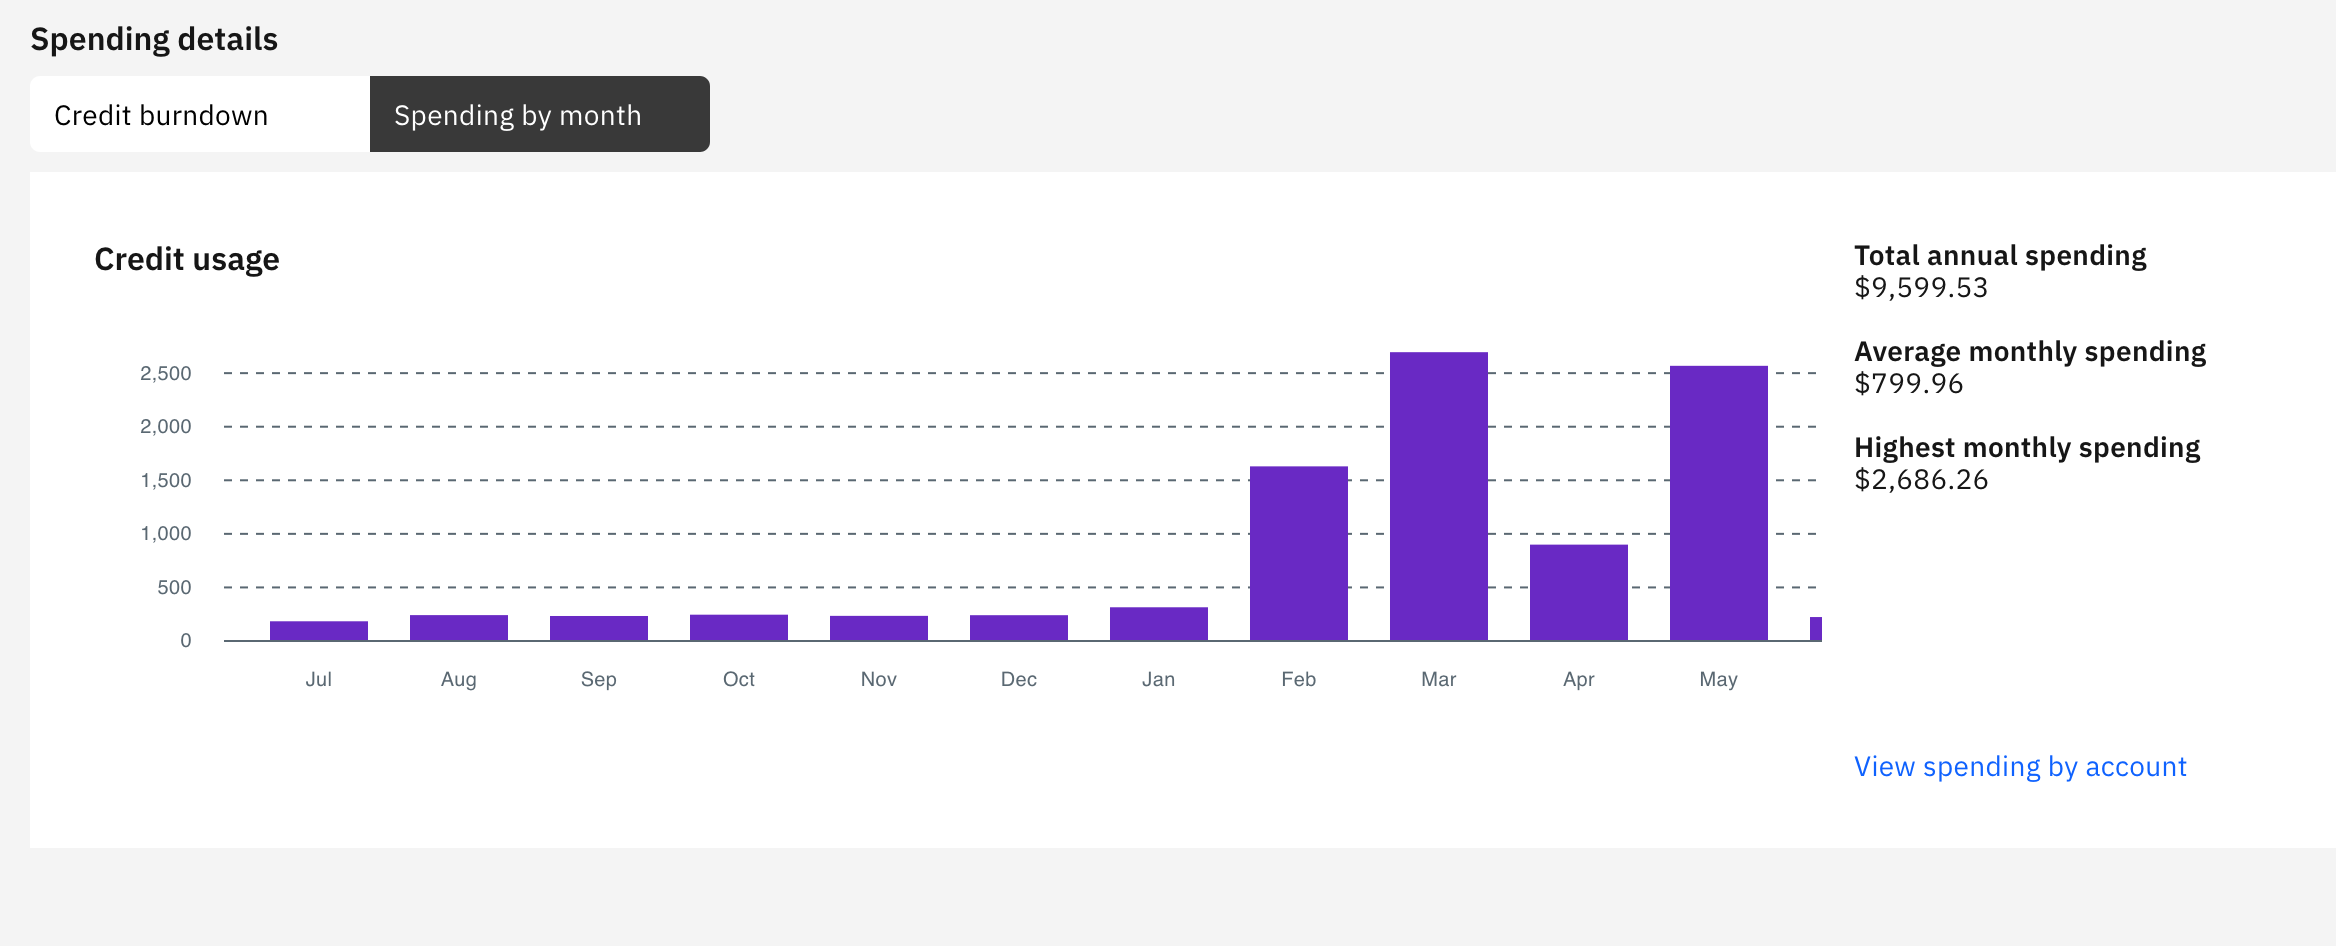 Spending details
Credit burndown
Spending by month
Credit usage
2,500
2,000
1,500
1,000
500
0
Jul Aug Sep Oct Nov Dec Jan Feb Mar Apr May
Total annual spending
$9,599.53
Average monthly spending
$799.96
Highest monthly spending
$2,686.26
View spending by account